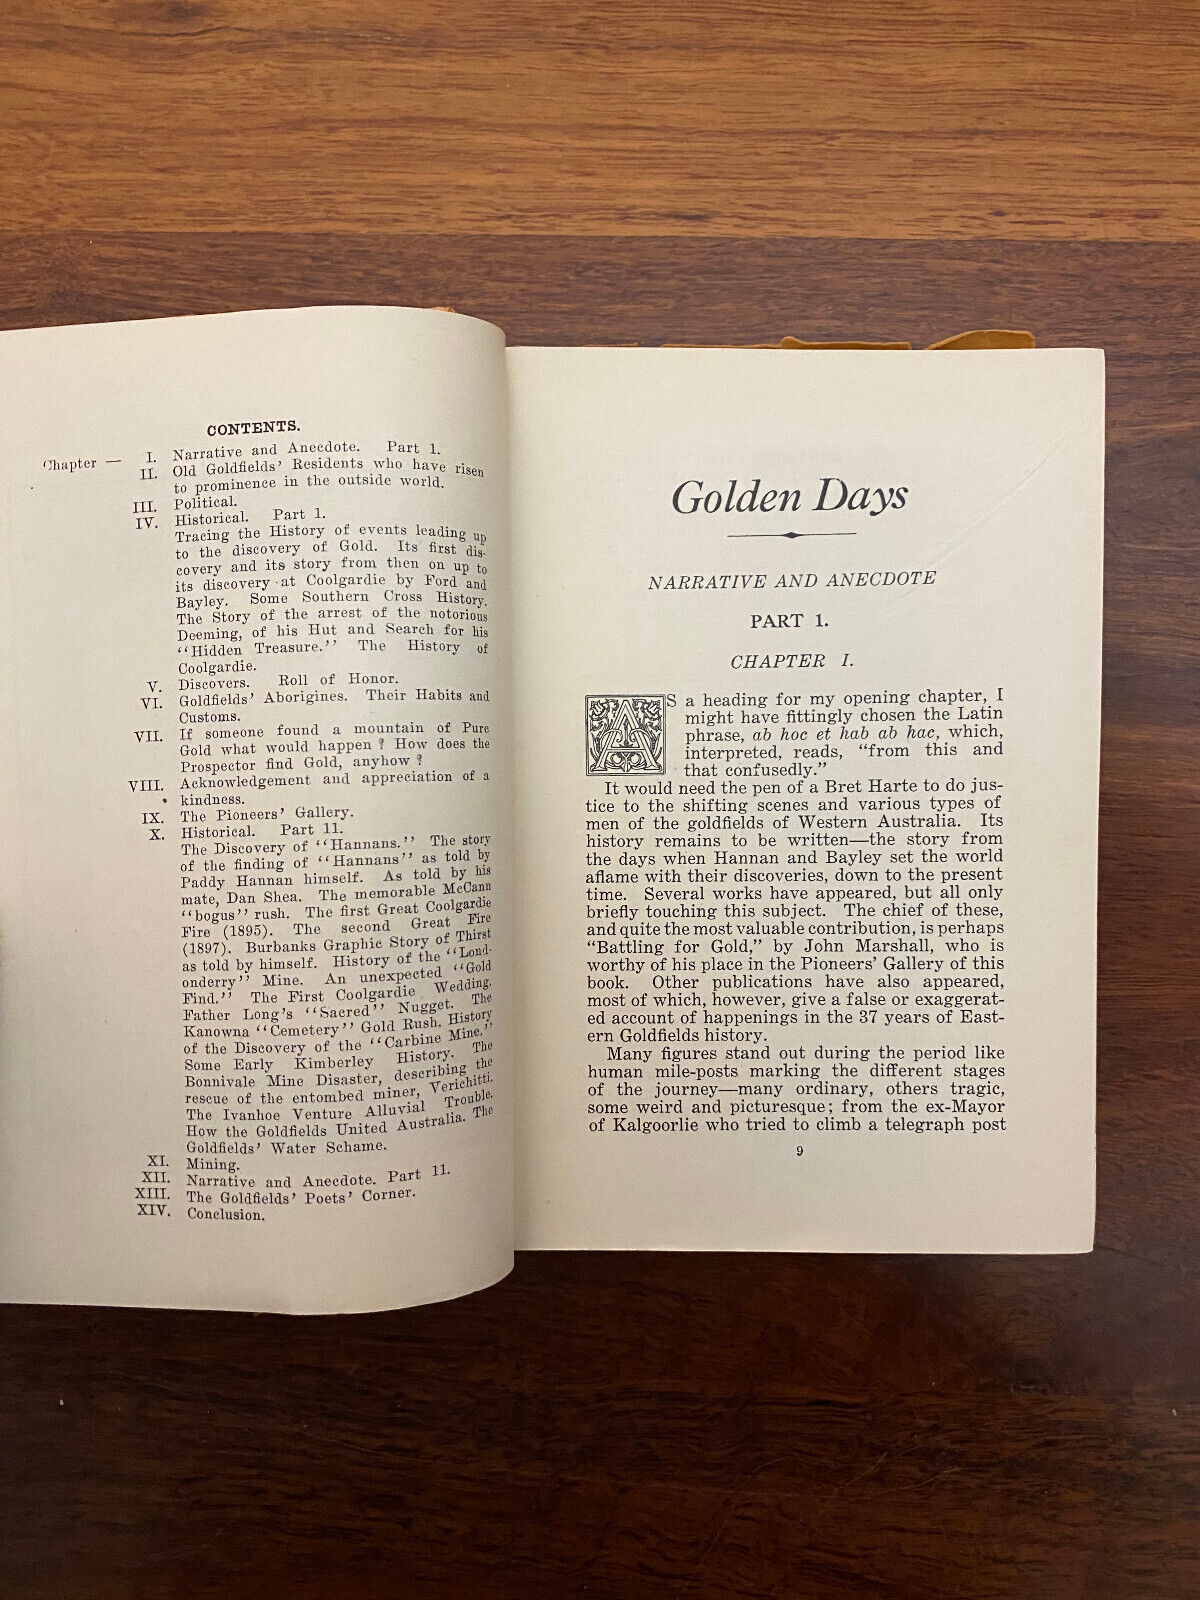 CONTENTS.
Chapter — I. Narrative and Anecdote. Part 1.
II. Old Goldfields' Residents who have risen
to prominence in the outside world.
III. Political.
IV. Historical. Part 1.
Tracing the History of events leading up
to the discovery of Gold. Its first dis-
covery and its story from then on up to
its discovery at Coolgardie by Ford and
Bayley. Some Southern Cross History.
The Story of the arrest of the notorious
Deeming, of his Hut and Search for his
"Hidden Treasure." The History of
Coolgardie.
V. Discovers. Roll of Honor.
VI. Goldfields' Aborigines. Their Habits and
Customs.
VII. If someone found a mountain of Pure
Gold what would happen? How does the
Prospector find Gold, anyhow?
VIII. Acknowledgement and appreciation of a
kindness.
IX. The Pioneers' Gallery.
X. Historical. Part 11.
The Discovery of "Hannans." The story
of the finding of "Hannans" as told by
Paddy Hannan himself. As told by his
mate, Dan Shea. The memorable McCann
"bogus" rush. The first Great Coolgardie
Fire (1895). The second Great Fire
(1897). Burbanks Graphic Story of Thirst
as told by himself. History of the "Lond-
onderry" Mine. An unexpected "Gold
Find." The First Coolgardie Wedding.
Father Long's "Sacred" Nugget. The
Kanowna "Cemetery" Gold Rush. History
of the Discovery of the "Carbine Mine."
Some Early Kimberley History. The
Bonnivale Mine Disaster, describing the
rescue of the entombed miner, Verichitti.
The Ivanhoe Venture Alluvial Trouble.
How the Goldfields United Australia. The
Goldfields' Water Schame.
XI. Mining.
XII. Narrative and Anecdote. Part 11.
XIII. The Goldfields' Poets' Corner.
XIV. Conclusion.
Golden Days
NARRATIVE AND ANECDOTE
PART 1.
CHAPTER I.
AS a heading for my opening chapter, I
might have fittingly chosen the Latin
phrase, ab hoc et hab ab hac, which,
interpreted, reads, "from this and
that confusedly."
It would need the pen of a Bret Harte to do jus-
tice to the shifting scenes and various types of
men of the goldfields of Western Australia. Its
history remains to be written—the story from
the days when Hannan and Bayley set the world
aflame with their discoveries, down to the present
time. Several works have appeared, but all only
briefly touching this subject. The chief of these,
and quite the most valuable contribution, is perhaps
"Battling for Gold," by John Marshall, who is
worthy of his place in the Pioneers' Gallery of this
book. Other publications have also appeared,
most of which, however, give a false or exaggerat-
ed account of happenings in the 37 years of East-
ern Goldfields history.
Many figures stand out during the period like
human mile-posts marking the different stages
of the journey—many ordinary, others tragic,
some weird and picturesque; from the ex-Mayor
of Kalgoorlie who tried to climb a telegraph post
9